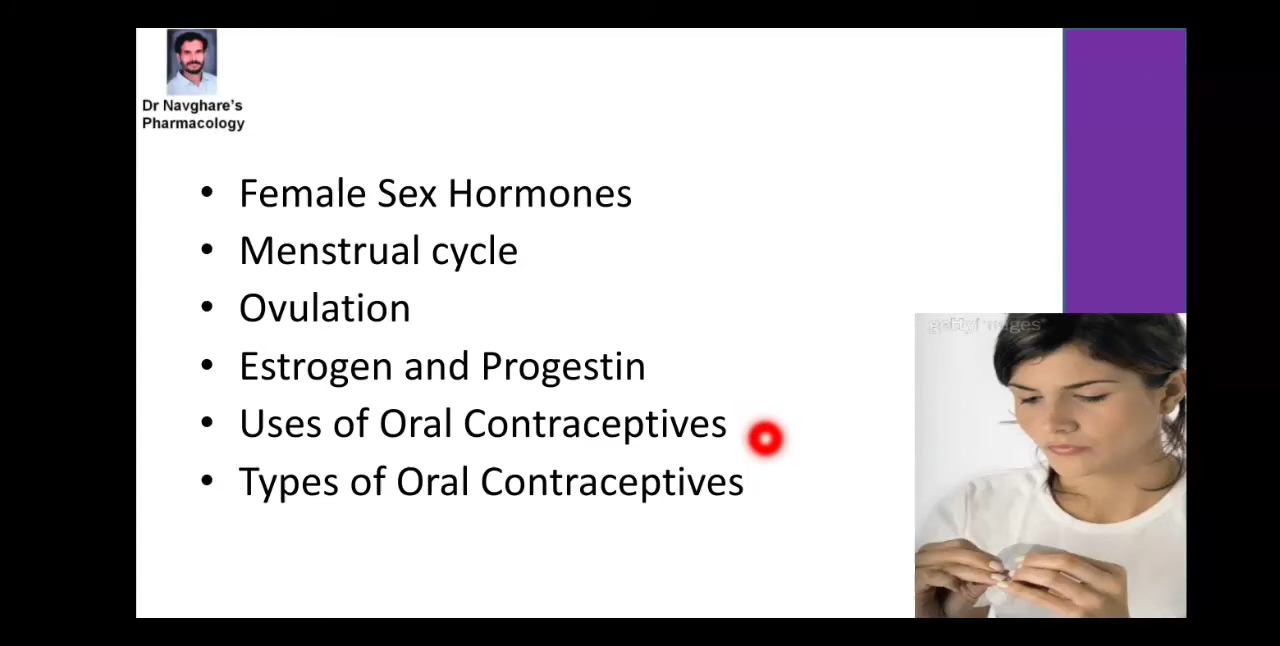 Dr Navghare's
Pharmacology
• Female Sex Hormones
• Menstrual cycle
• Ovulation
• Estrogen and Progestin
• Uses of Oral Contraceptives
• Types of Oral Contraceptives
gettyimages